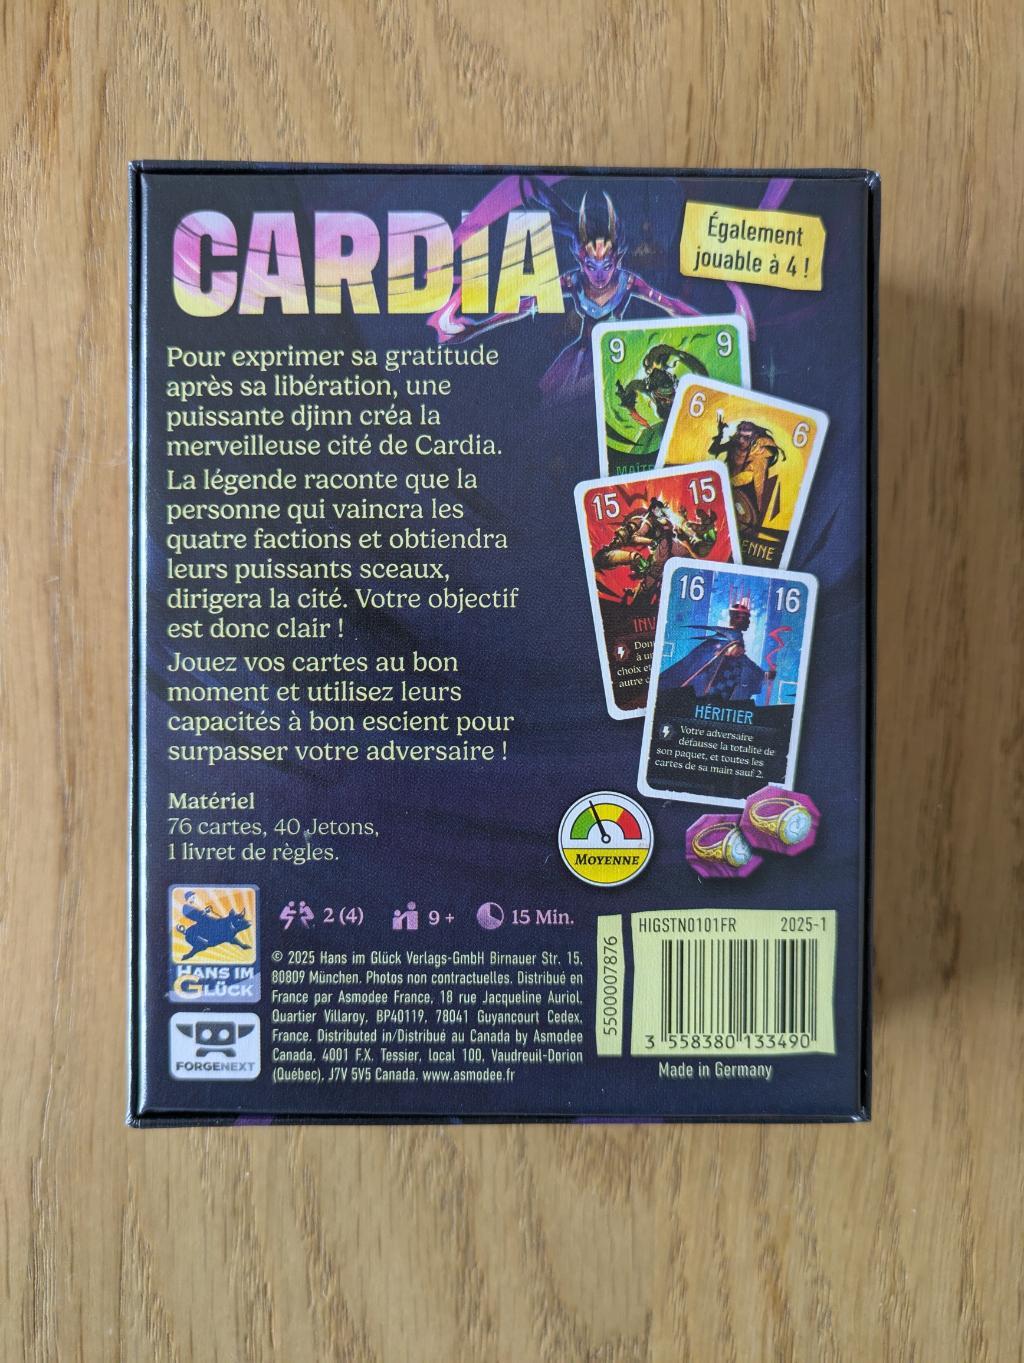 CARDIA
Également
jouable à 4 !
Pour exprimer sa gratitude
après sa libération, une
puissante djinn créa la
merveilleuse cité de Cardia.
La légende raconte que la
personne qui vaincra les
quatre factions et obtiendra
leurs puissants sceaux,
dirigera la cité. Votre objectif
est donc clair !
Jouez vos cartes au bon
moment et utilisez leurs
capacités à bon escient pour
surpasser votre adversaire !
9 9
6 6
15 15
16 16
HÉRITIER
Votre adversaire
défausse la totalité de
son paquet, et toutes les
cartes de sa main sauf 2.
Matériel
76 cartes, 40 Jetons,
1 livret de règles.
MOYENNE
2 (4) 9 + 15 Min.
HANS IM
GLÜCK
FORGENEXT
© 2025 Hans im Glück Verlags-GmbH Birnauer Str. 15,
80809 München. Photos non contractuelles. Distribué en
France par Asmodee France, 18 rue Jacqueline Auriol,
Quartier Villaroy, BP40119, 78041 Guyancourt Cedex,
France. Distributed in/Distribué au Canada by Asmodee
Canada, 4001 F.X. Tessier, local 100, Vaudreuil-Dorion
(Québec), J7V 5V5 Canada. www.asmodee.fr
5500007876
HIGSTN0101FR 2025-1
3 558380 133490
Made in Germany